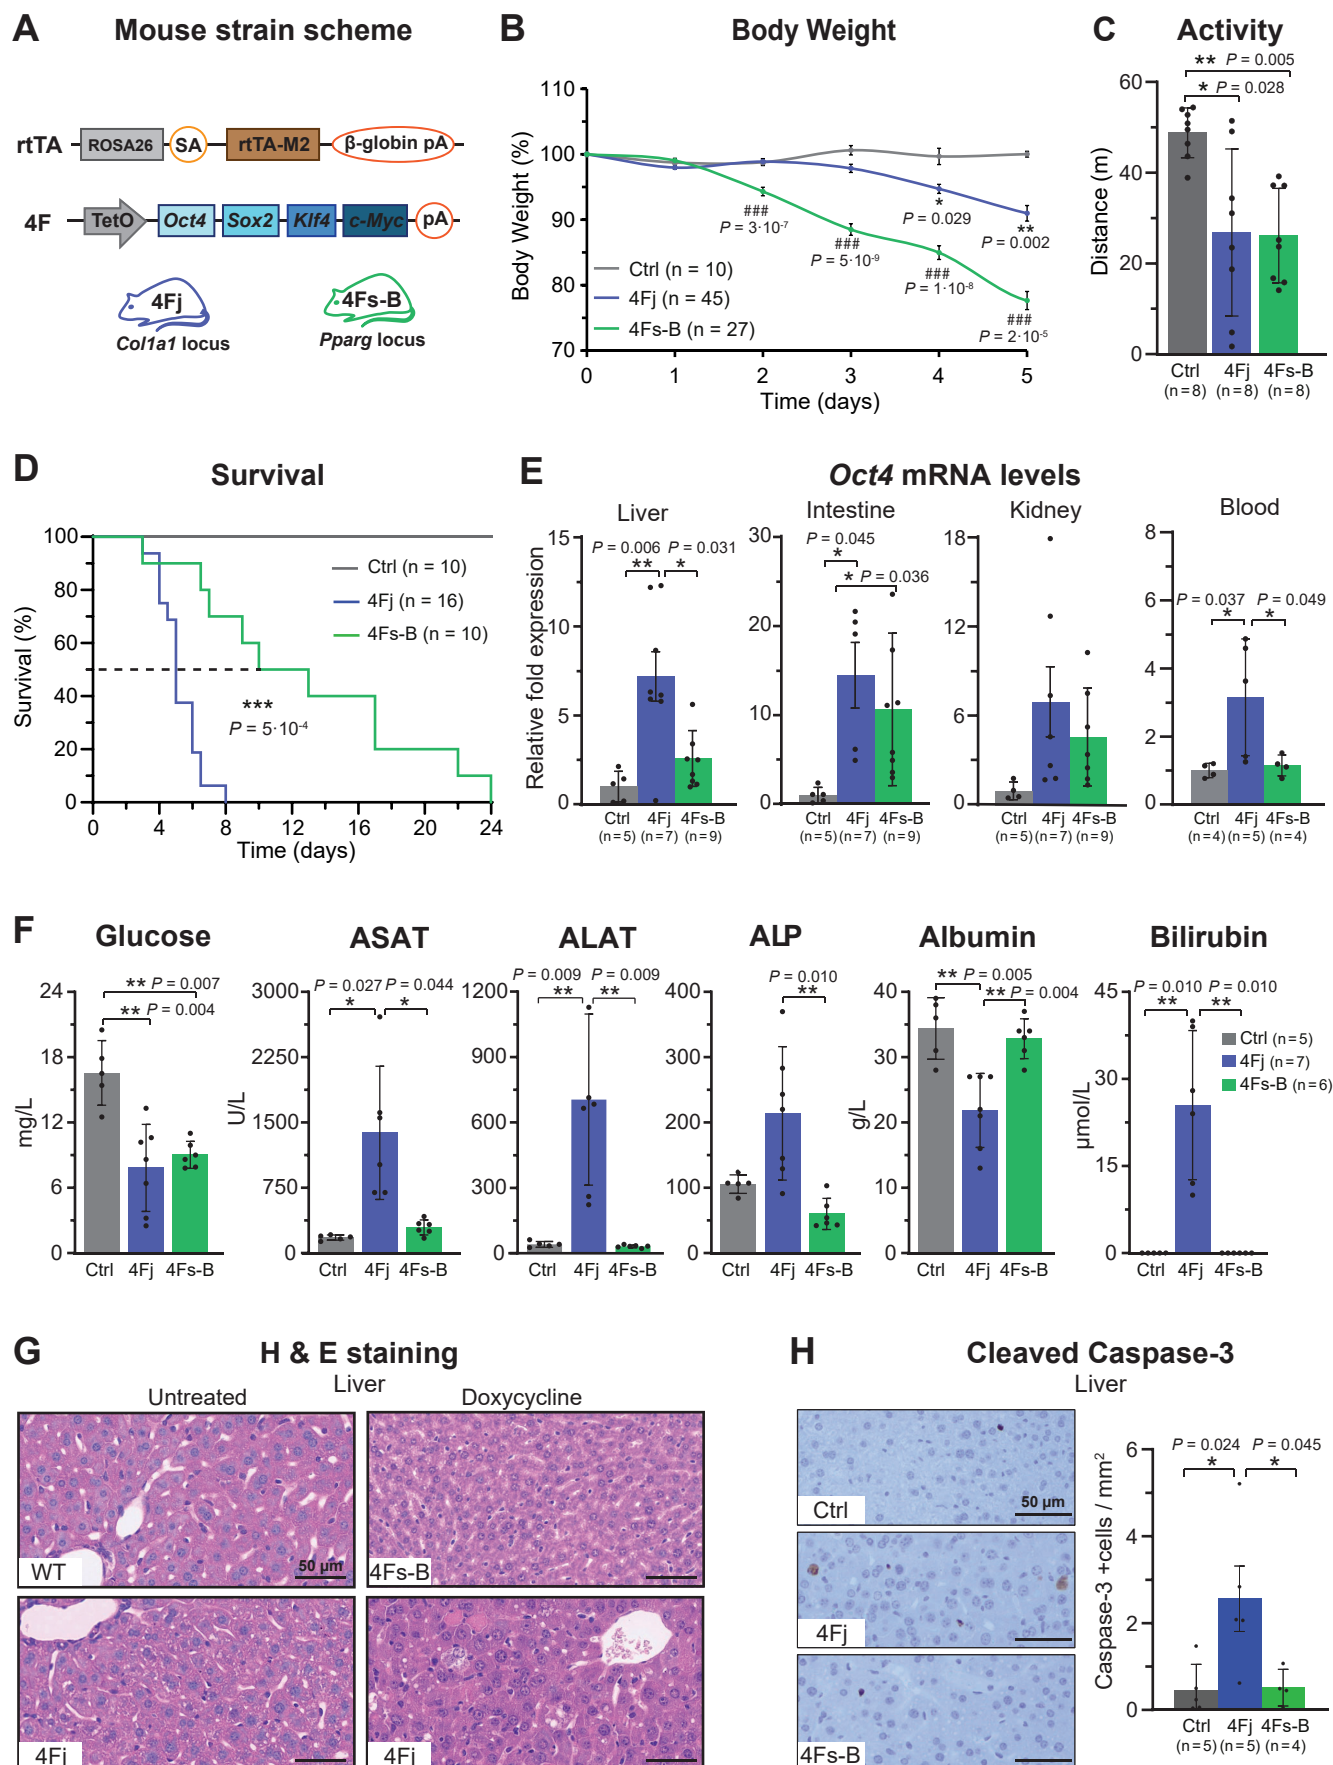 A Mouse strain scheme
rtTA ROSA26 SA rtTA-M2 β-globin pA
4F TetO Oct4 Sox2 Klf4 c-Myc pA
4Fj 4Fs-B
Col1a1 locus Pparg locus
B Body Weight
Body Weight (%)
110
100
90
80
70
0 1 2 3 4 5
Time (days)
Ctrl (n = 10)
4Fj (n = 45)
4Fs-B (n = 27)
###
P = 3·10-7
###
P = 5·10-9
*
P = 0.029
###
P = 1·10-8
**
P = 0.002
###
P = 2·10-5
C Activity
** P = 0.005
* P = 0.028
Distance (m)
60
40
20
0
Ctrl 4Fj 4Fs-B
(n=8) (n=8) (n=8)
D Survival
Survival (%)
100
80
60
40
20
0
0 4 8 12 16 20 24
Time (days)
Ctrl (n = 10)
4Fj (n = 16)
4Fs-B (n = 10)
***
P = 5·10-4
E Oct4 mRNA levels
Relative fold expression
Liver
15
10
5
0
P = 0.006 P = 0.031
** *
Ctrl 4Fj 4Fs-B
(n=5) (n=7) (n=9)
Intestine
30
20
10
0
P = 0.045
*
* P = 0.036
Ctrl 4Fj 4Fs-B
(n=5) (n=7) (n=9)
Kidney
18
12
6
0
Ctrl 4Fj 4Fs-B
(n=5) (n=7) (n=9)
Blood
8
6
4
2
0
P = 0.037 P = 0.049
* *
Ctrl 4Fj 4Fs-B
(n=4) (n=5) (n=4)
F Glucose
mg/L
24
18
12
6
0
** P = 0.007
** P = 0.004
Ctrl 4Fj 4Fs-B
ASAT
U/L
3000
2250
1500
750
0
P = 0.027 P = 0.044
* *
Ctrl 4Fj 4Fs-B
ALAT
1200
900
600
300
0
P = 0.009 P = 0.009
** **
Ctrl 4Fj 4Fs-B
ALP
400
300
200
100
0
P = 0.010
**
Ctrl 4Fj 4Fs-B
Albumin
g/L
40
30
20
10
0
** P = 0.005
** P = 0.004
Ctrl 4Fj 4Fs-B
Bilirubin
µmol/L
45
30
15
0
P = 0.010 P = 0.010
** **
Ctrl (n=5)
4Fj (n=7)
4Fs-B (n=6)
Ctrl 4Fj 4Fs-B
G H & E staining
Liver
Untreated Doxycycline
WT 50 µm
4Fs-B
4Fj
4Fj
H Cleaved Caspase-3
Liver
Ctrl 50 µm
4Fj
4Fs-B
Caspase-3 +cells / mm2
6
4
2
0
P = 0.024 P = 0.045
* *
Ctrl 4Fj 4Fs-B
(n=5) (n=5) (n=4)